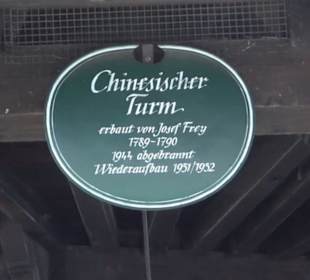 Chinesischer
Turm
erbaut von Josef Frey
1789-1790
1944 abgebrannt
Wiederaufbau 1951/1952